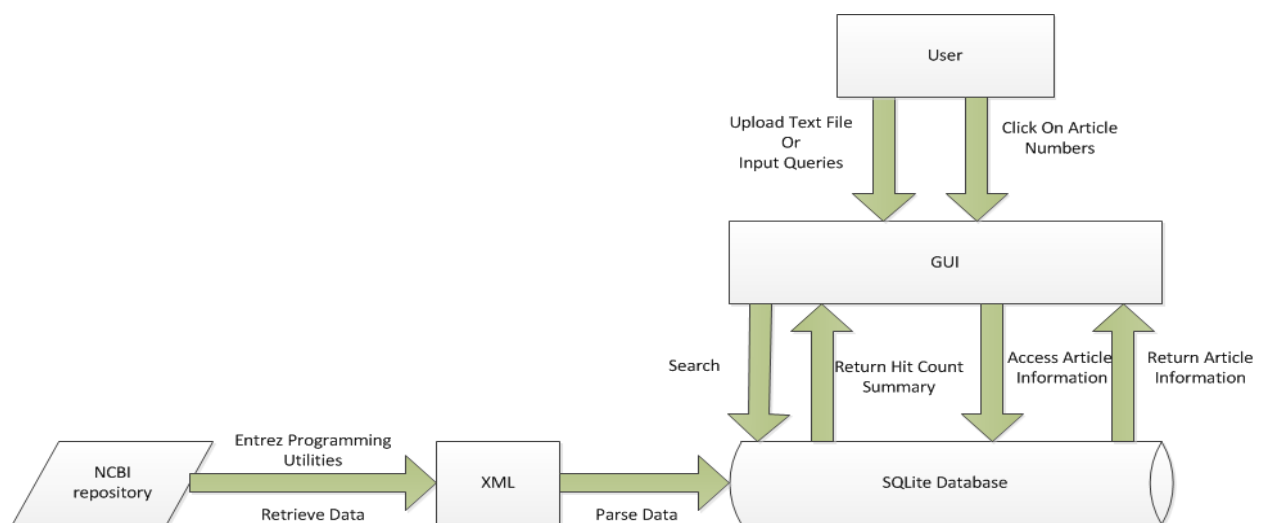 User
Upload Text File
Or
Input Queries
Click On Article
Numbers
GUI
Search
Return Hit Count
Summary
Access Article
Information
Return Article
Information
NCBI
repository
Entrez Programming
Utilities
Retrieve Data
XML
Parse Data
SQLite Database